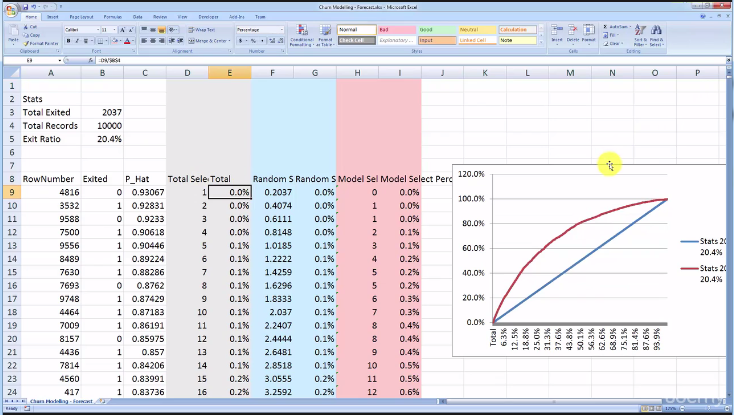 Churn Modelling - Forecast.xlsx - Microsoft Excel
Home Insert Page Layout Formulas Data Review View Developer Add-Ins Team
Cut
Copy
Format Painter
Calibri 11
Wrap Text
Merge & Center
Percentage
Conditional Formatting
Format as Table
Normal Bad Good Neutral Calculation
Check Cell Explanatory... Input Linked Cell Note
Insert Delete Format
AutoSum
Fill
Clear
Sort & Filter
Find & Select
Clipboard Font Alignment Number Styles Cells Editing
E9 =D9/$B$4
A B C D E F G H I J K L M N O P
1
2 Stats
3 Total Exited 2037
4 Total Records 10000
5 Exit Ratio 20.4%
6
7
8 RowNumber Exited P_Hat Total Sele Total Random S Random S Model Sel Model Select Perc
9 4816 0 0.93067 1 0.0% 0.2037 0.0% 0 0.0%
10 3532 1 0.92831 2 0.0% 0.4074 0.0% 1 0.0%
11 9588 0 0.9233 3 0.0% 0.6111 0.0% 1 0.0%
12 7500 1 0.90618 4 0.0% 0.8148 0.0% 2 0.1%
13 9556 1 0.90446 5 0.1% 1.0185 0.1% 3 0.1%
14 8489 1 0.89224 6 0.1% 1.2222 0.1% 4 0.2%
15 7630 1 0.88286 7 0.1% 1.4259 0.1% 5 0.2%
16 7693 0 0.8762 8 0.1% 1.6296 0.1% 5 0.2%
17 9748 1 0.87429 9 0.1% 1.8333 0.1% 6 0.3%
18 4464 1 0.87183 10 0.1% 2.037 0.1% 7 0.3%
19 7009 1 0.86191 11 0.1% 2.2407 0.1% 8 0.4%
20 8157 0 0.85975 12 0.1% 2.4444 0.1% 8 0.4%
21 4436 1 0.857 13 0.1% 2.6481 0.1% 9 0.4%
22 7814 1 0.84206 14 0.1% 2.8518 0.1% 10 0.5%
23 4560 1 0.83991 15 0.2% 3.0555 0.2% 11 0.5%
24 417 1 0.83736 16 0.2% 3.2592 0.2% 12 0.6%
120.0%
100.0%
80.0%
60.0%
40.0%
20.0%
0.0%
Total 6.3% 12.5% 18.8% 25.0% 31.3% 37.6% 43.8% 50.1% 56.3% 62.6% 68.9% 75.1% 81.4% 87.6% 93.9%
Stats 20
20.4%
Stats 20
20.4%
Churn Modelling - Forecast
Ready